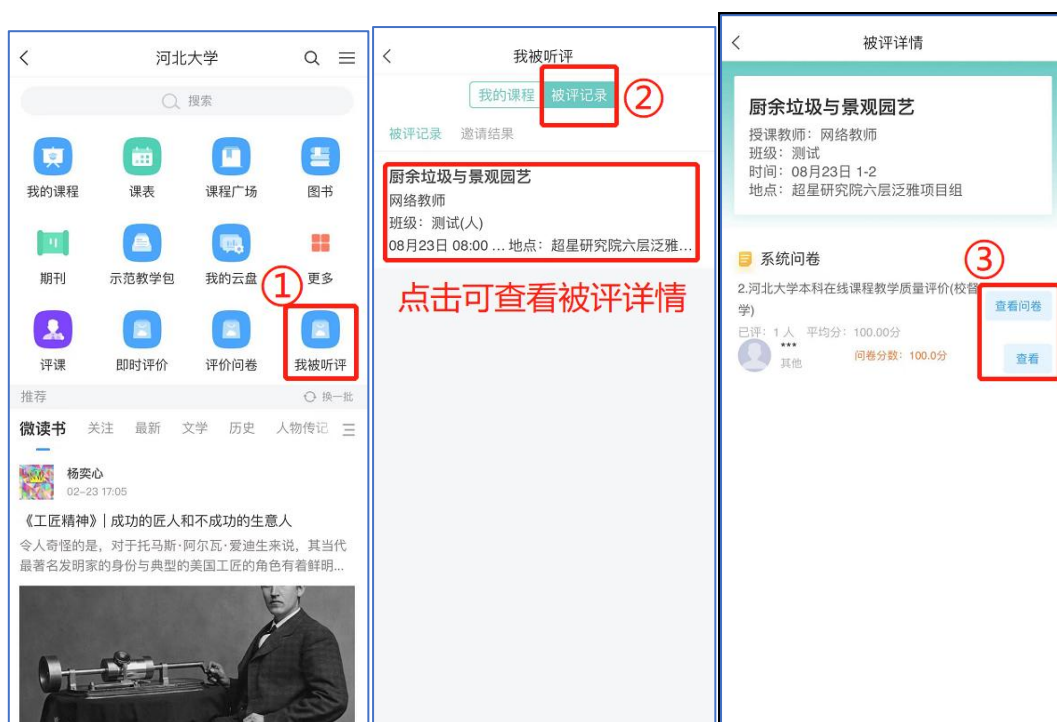 河北大学
搜索
我的课程 课表 课程广场 图书
期刊 示范教学包 我的云盘 更多
①
评课 即时评价 评价问卷 我被听评
推荐 换一批
微读书 关注 最新 文学 历史 人物传记
杨奕心
02-23 17:05
《工匠精神》| 成功的匠人和不成功的生意人
令人奇怪的是，对于托马斯·阿尔瓦·爱迪生来说，其当代
最著名发明家的身份与典型的美国工匠的角色有着鲜明...
我被听评
我的课程 被评记录
②
被评记录 邀请结果
厨余垃圾与景观园艺
网络教师
班级：测试(人)
08月23日 08:00 ... 地点：超星研究院六层泛雅...
点击可查看被评详情
被评详情
厨余垃圾与景观园艺
授课教师：网络教师
班级：测试
时间：08月23日 1-2
地点：超星研究院六层泛雅项目组
系统问卷
③
2.河北大学本科在线课程教学质量评价(校督
学)
查看问卷
已评：1 人 平均分：100.00分
***
其他
问卷分数：100.0分
查看